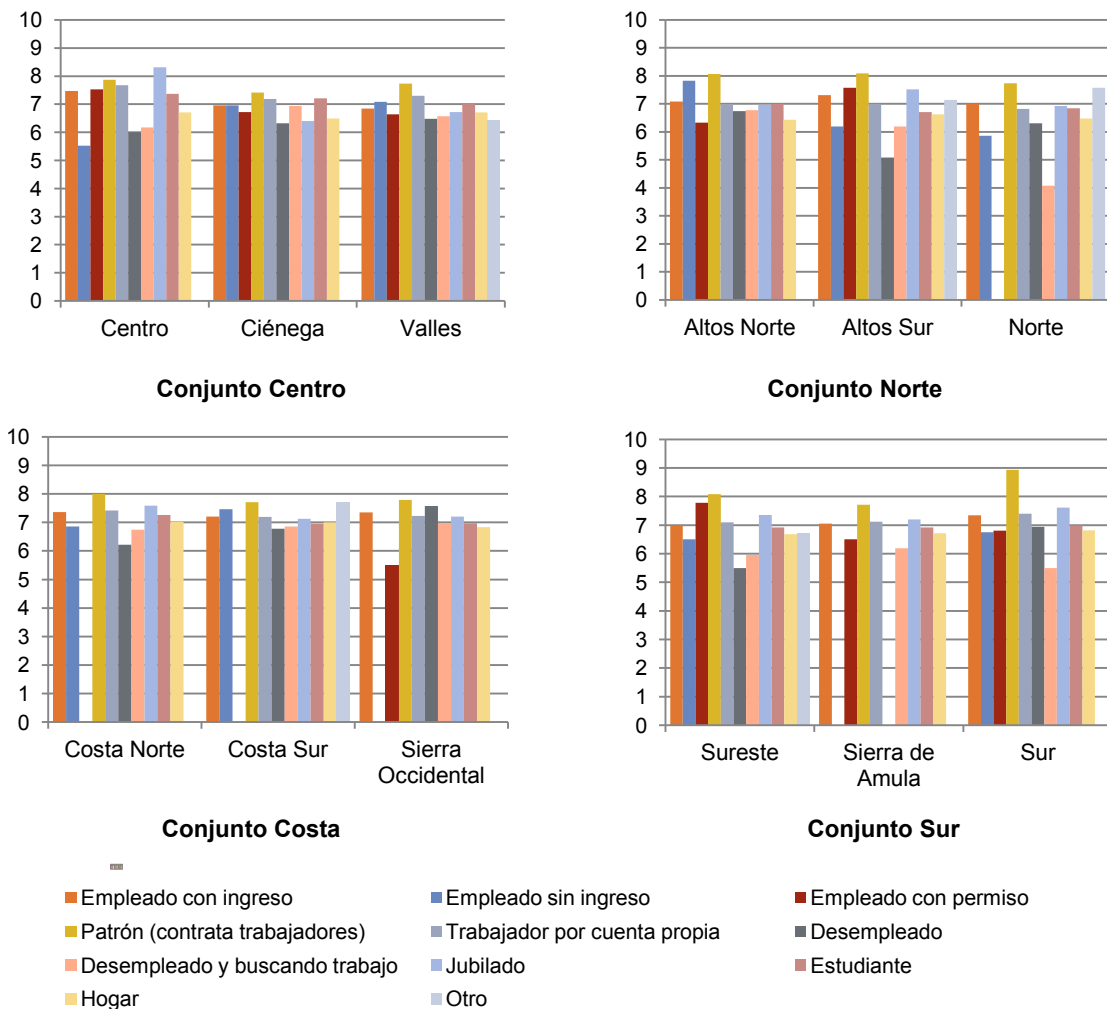 10
9
8
7
6
5
4
3
2
1
0
Centro
Ciénega
Valles
Conjunto Centro
10
9
8
7
6
5
4
3
2
1
0
Altos Norte
Altos Sur
Norte
Conjunto Norte
10
9
8
7
6
5
4
3
2
1
0
Costa Norte
Costa Sur
Sierra
Occidental
Conjunto Costa
10
9
8
7
6
5
4
3
2
1
0
Sureste
Sierra de
Amula
Sur
Conjunto Sur
Empleado con ingreso
Empleado sin ingreso
Empleado con permiso
Patrón (contrata trabajadores)
Trabajador por cuenta propia
Desempleado
Desempleado y buscando trabajo
Jubilado
Estudiante
Hogar
Otro